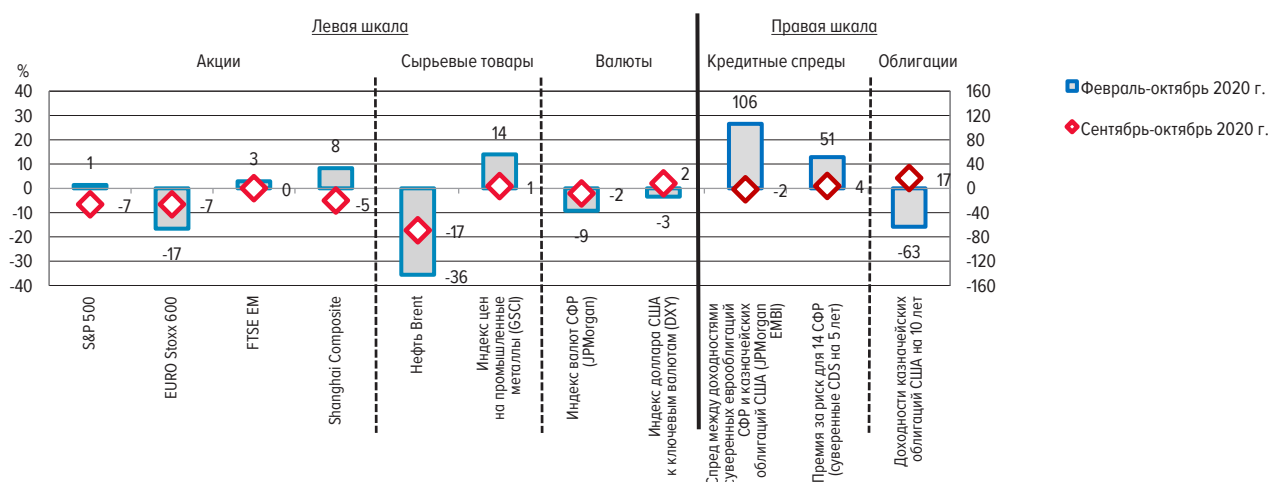 Левая шкала
Правая шкала
Акции
Сырьевые товары
Валюты
Кредитные спреды
Облигации
%
40
30
20
10
0
-10
-20
-30
-40
160
120
80
40
0
-40
-80
-120
-160
1
-7
-7
-17
3
0
8
-5
-17
-36
14
1
-2
-9
2
-3
106
-2
51
4
17
-63
Февраль-октябрь 2020 г.
Сентябрь-октябрь 2020 г.
S&P 500
EURO Stoxx 600
FTSE EM
Shanghai Composite
Нефть Brent
Индекс цен
на промышленные
металлы (GSCI)
Индекс валют СФР
(JPMorgan)
Индекс доллара США
к ключевым валютам (DXY)
Спред между доходностями
суверенных еврооблигаций
СФР и казначейских
облигаций США (JPMorgan
EMBI)
Премия за риск для 14 СФР
(суверенные CDS на 5 лет)
Доходности казначейских
облигаций США на 10 лет